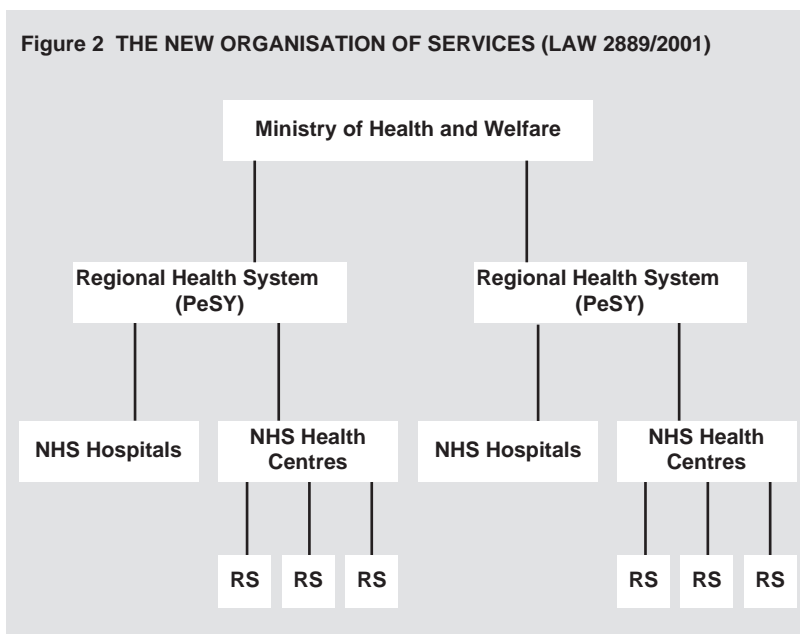 Figure 2 THE NEW ORGANISATION OF SERVICES (LAW 2889/2001)
Ministry of Health and Welfare
Regional Health System
(PeSY)
Regional Health System
(PeSY)
NHS Hospitals
NHS Health
Centres
NHS Hospitals
NHS Health
Centres
RS
RS
RS
RS
RS
RS